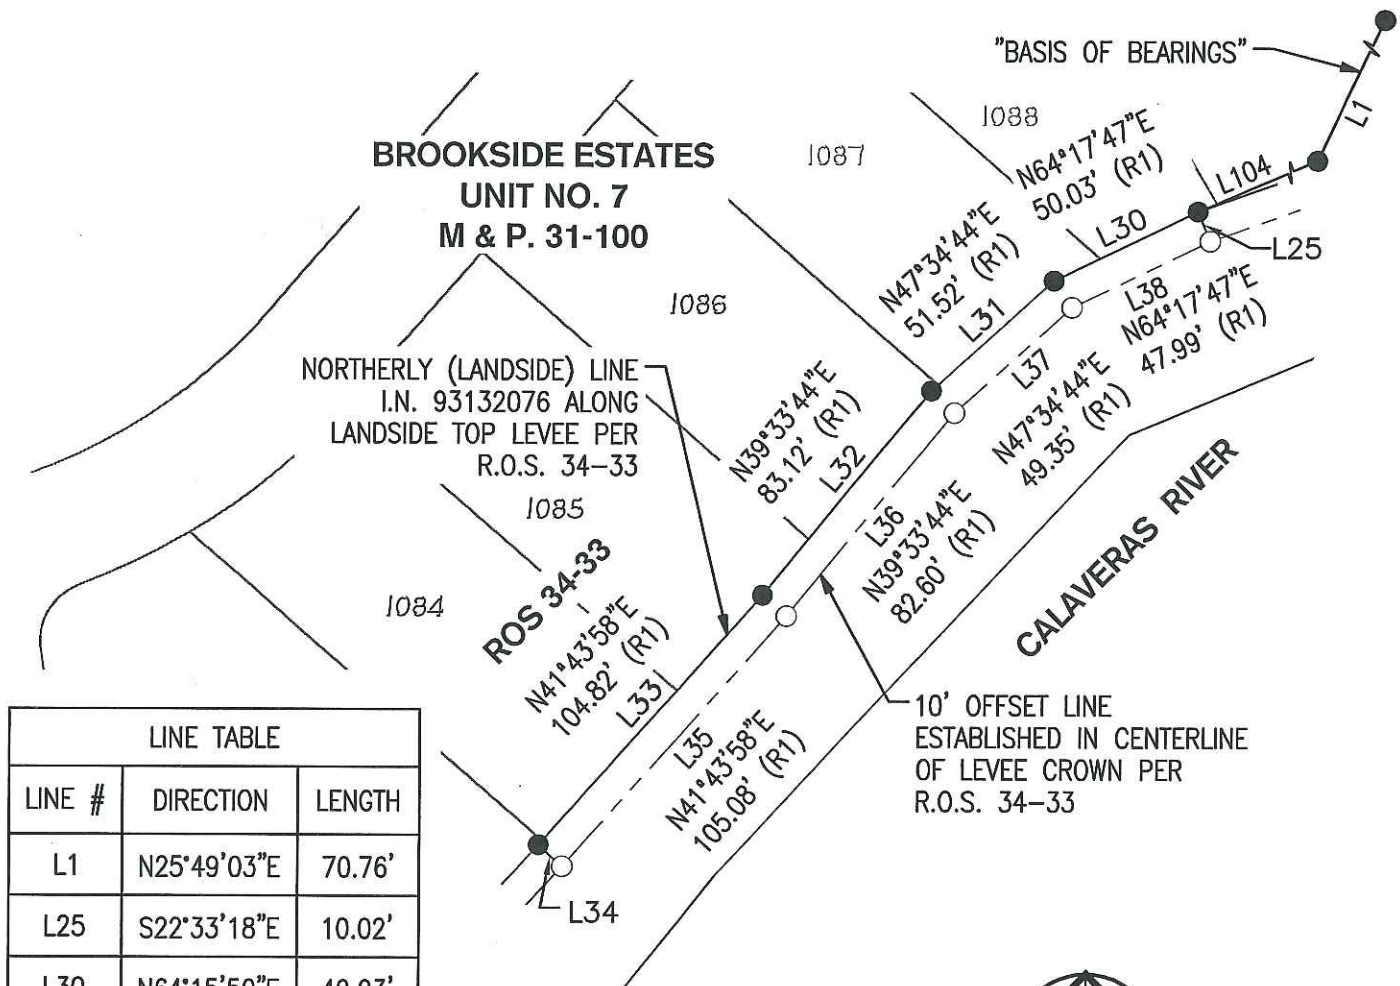 "BASIS OF BEARINGS"
L1
1088
N64°17'47"E
50.03' (R1)
L104
L30
L25
BROOKSIDE ESTATES
UNIT NO. 7
M & P. 31-100
1087
N47°34'44"E
51.52' (R1)
L31
L38
N64°17'47"E
47.99' (R1)
1086
NORTHERLY (LANDSIDE) LINE
I.N. 93132076 ALONG
LANDSIDE TOP LEVEE PER
R.O.S. 34-33
N39°33'44"E
83.12' (R1)
L32
L37
N47°34'44"E
49.35' (R1)
1085
L36
N39°33'44"E
82.60' (R1)
CALAVERAS RIVER
1084
ROS 34-33
N41°43'58"E
104.82' (R1)
L33
L35
N41°43'58"E
105.08' (R1)
10' OFFSET LINE
ESTABLISHED IN CENTERLINE
OF LEVEE CROWN PER
R.O.S. 34-33
L34
LINE TABLE
LINE # DIRECTION LENGTH
L1 N25°49'03"E 70.76'
L25 S22°33'18"E 10.02'
L30